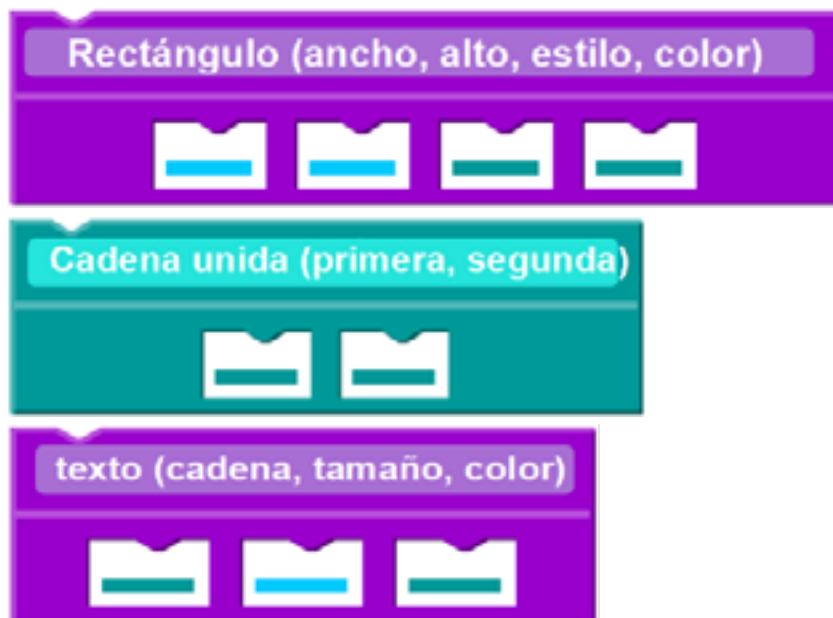 Rectángulo (ancho, alto, estilo, color)
Cadena unida (primera, segunda)
texto (cadena, tamaño, color)